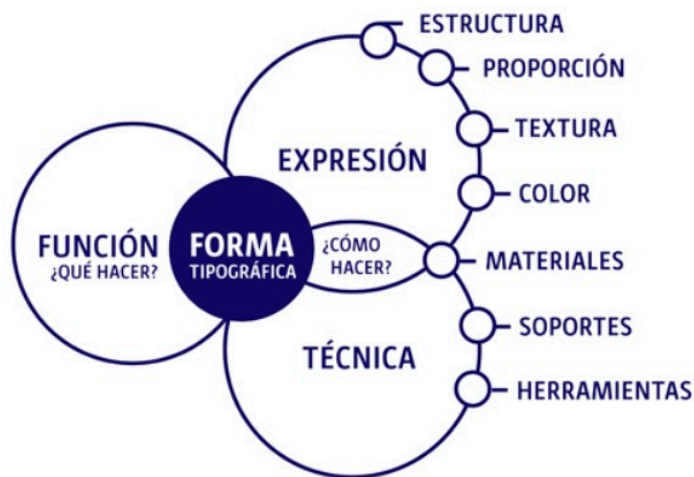 ESTRUCTURA
PROPORCIÓN
TEXTURA
EXPRESIÓN
COLOR
FUNCIÓN
¿QUÉ HACER?
FORMA
TIPOGRÁFICA
¿CÓMO
HACER?
MATERIALES
SOPORTES
TÉCNICA
HERRAMIENTAS